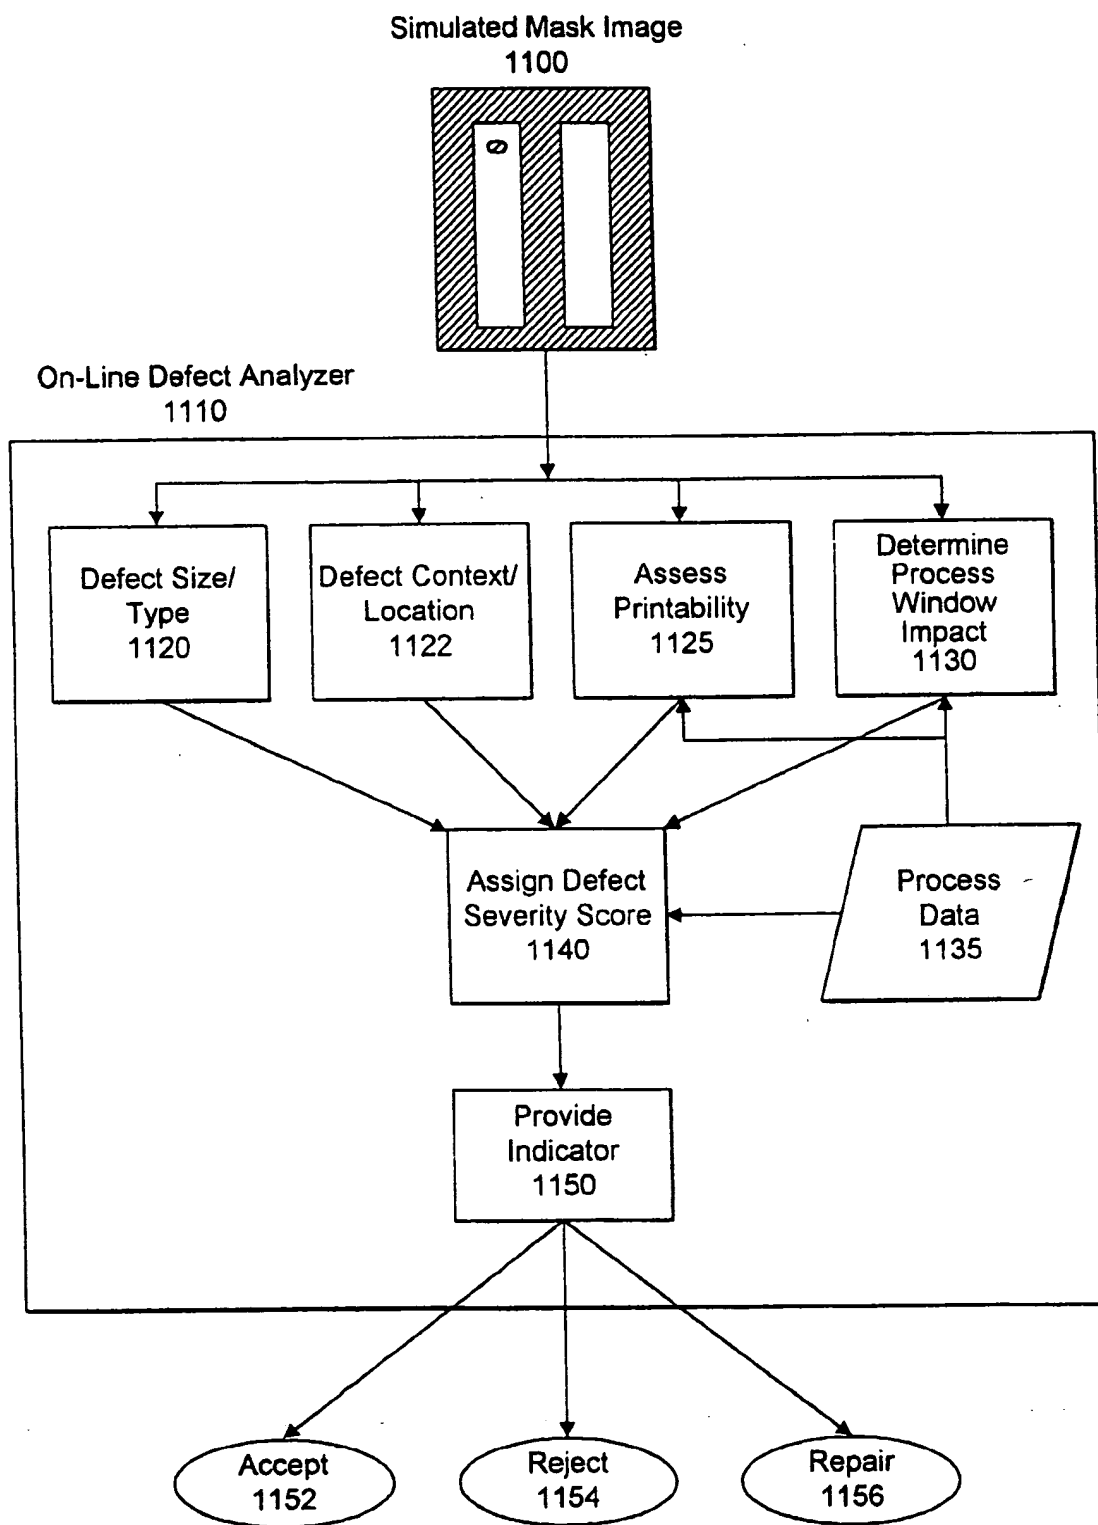 Simulated Mask Image
1100
On-Line Defect Analyzer
1110
Defect Size/
Type
1120
Defect Context/
Location
1122
Assess
Printability
1125
Determine
Process
Window
Impact
1130
Assign Defect
Severity Score
1140
Process
Data
1135
Provide
Indicator
1150
Accept
1152
Reject
1154
Repair
1156